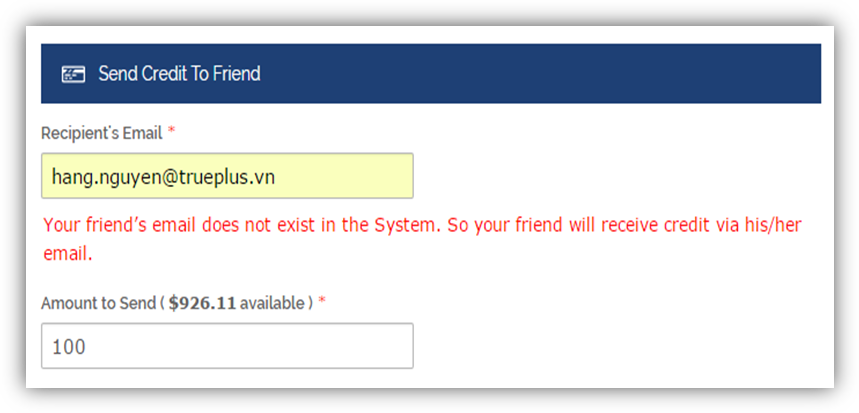 Send Credit To Friend
Recipient's Email *
hang.nguyen@trueplus.vn
Your friend’s email does not exist in the System. So your friend will receive credit via his/her
email.
Amount to Send ( $926.11 available ) *
100